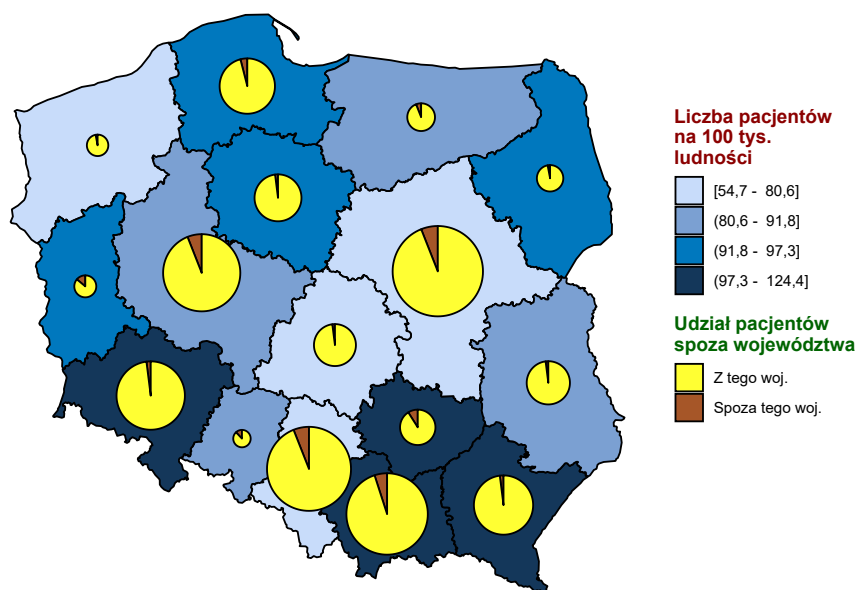 Liczba pacjentów
na 100 tys.
ludności
[54,7 - 80,6]
(80,6 - 91,8]
(91,8 - 97,3]
(97,3 - 124,4]
Udział pacjentów
spoza województwa
Z tego woj.
Spoza tego woj.